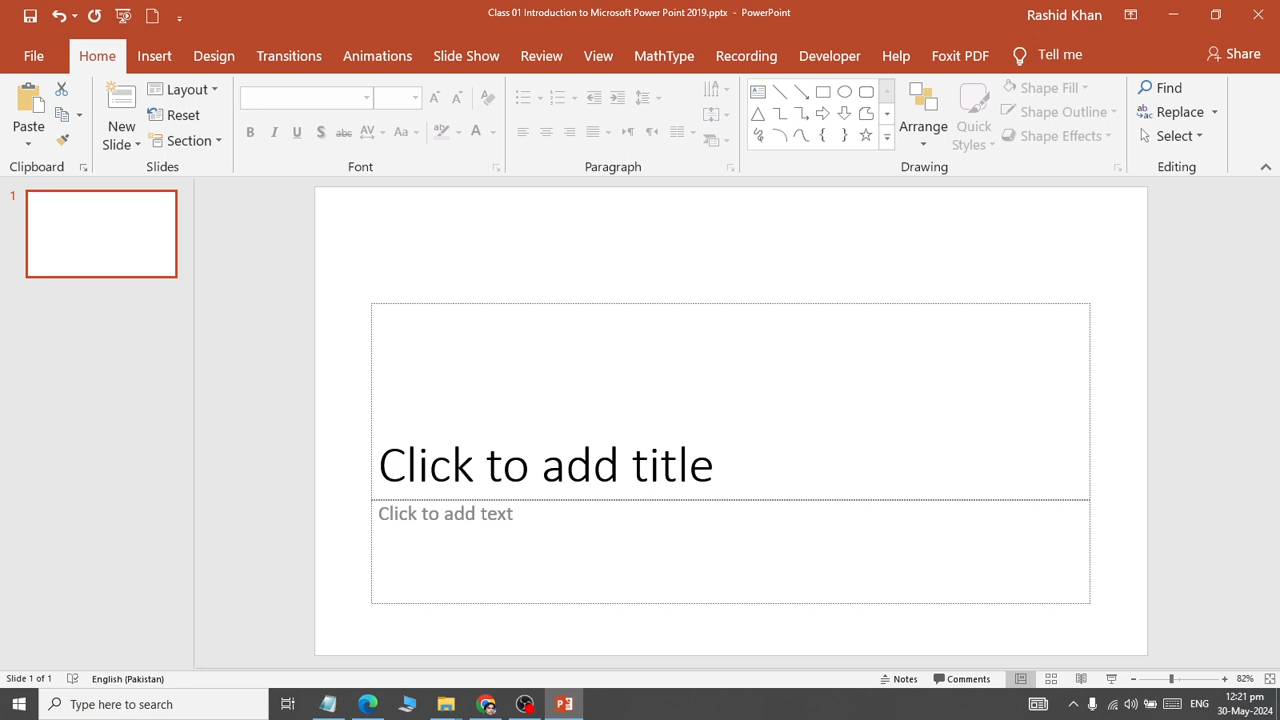 Class 01 Introduction to Microsoft Power Point 2019.pptx - PowerPoint
Rashid Khan
File Home Insert Design Transitions Animations Slide Show Review View MathType Recording Developer Help Foxit PDF Tell me Share
Paste
New Slide
Layout
Reset
Section
B I U S abc AV Aa A
Arrange
Quick Styles
Shape Fill
Shape Outline
Shape Effects
Find
Replace
Select
Clipboard Slides Font Paragraph Drawing Editing
1
Click to add title
Click to add text
Slide 1 of 1 English (Pakistan) Notes Comments 82%
Type here to search
ENG
12:21 pm
30-May-2024